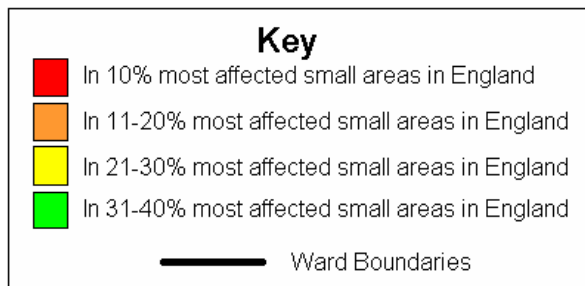 Key
In 10% most affected small areas in England
In 11-20% most affected small areas in England
In 21-30% most affected small areas in England
In 31-40% most affected small areas in England
Ward Boundaries